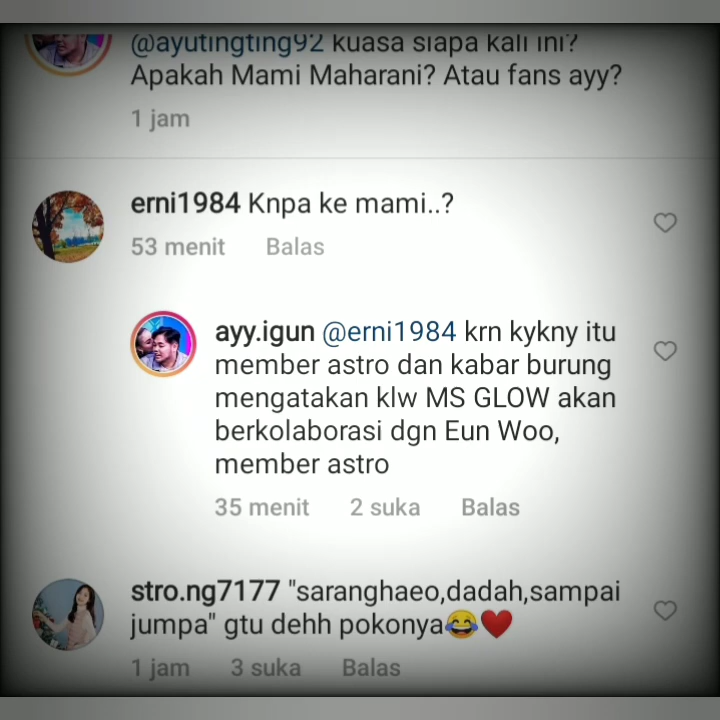 @ayutingting92 kuasa siapa kali ini?
Apakah Mami Maharani? Atau fans ayy?
1 jam
erni1984 Knpa ke mami..?
53 menit Balas
ayy.igun @erni1984 krn kykny itu
member astro dan kabar burung
mengatakan klw MS GLOW akan
berkolaborasi dgn Eun Woo,
member astro
35 menit 2 suka Balas
stro.ng7177 "saranghaeo,dadah,sampai
jumpa" gtu dehh pokonya😂❤️
1 jam 3 suka Balas